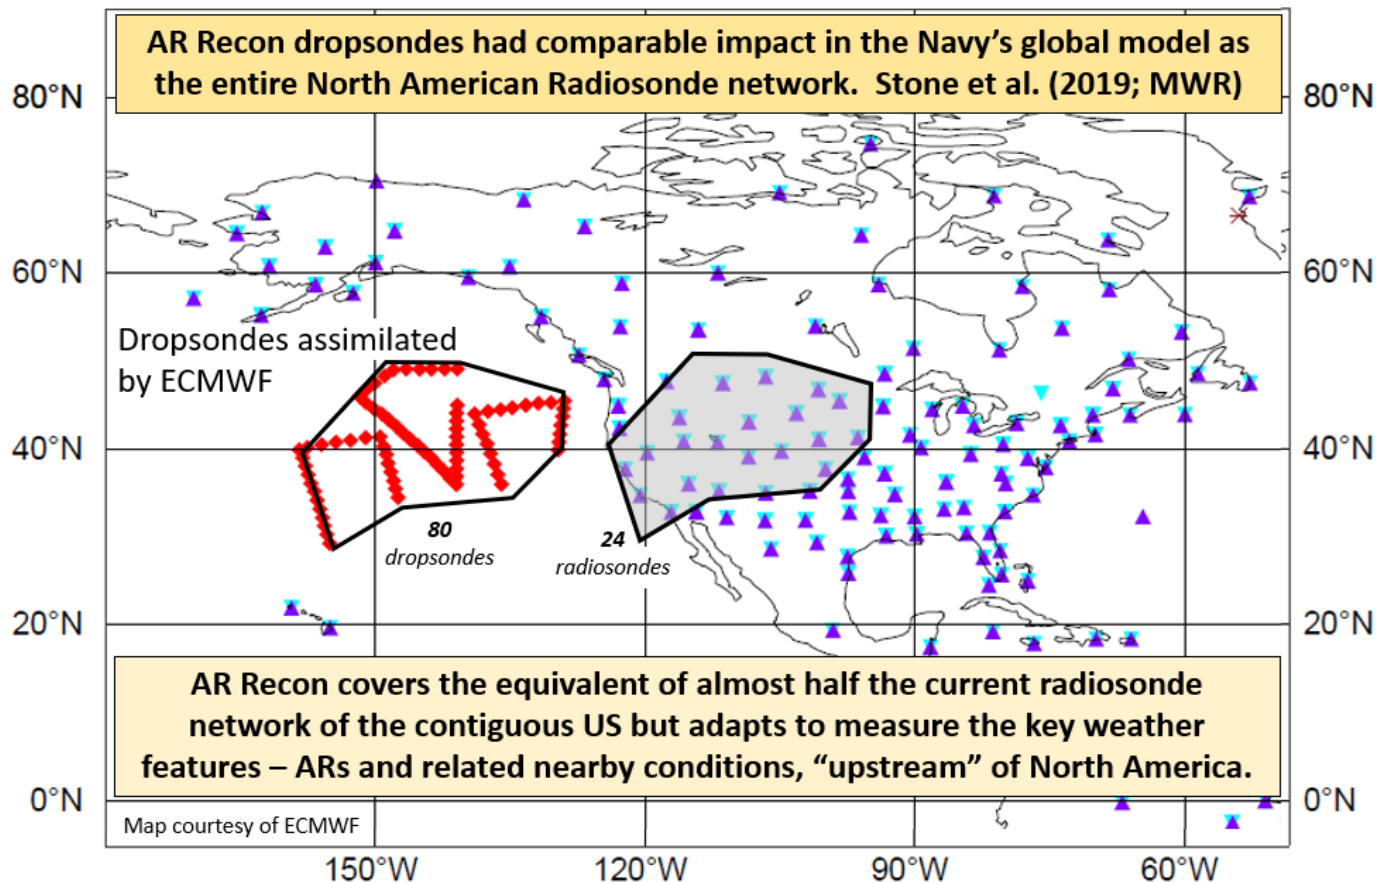 AR Recon dropsondes had comparable impact in the Navy's global model as
the entire North American Radiosonde network. Stone et al. (2019; MWR)
80°N
80°N
60°N
60°N
Dropsondes assimilated
by ECMWF
40°N
40°N
80
dropsondes
24
radiosondes
20°N
20°N
AR Recon covers the equivalent of almost half the current radiosonde
network of the contiguous US but adapts to measure the key weather
features – ARs and related nearby conditions, “upstream” of North America.
0°N
0°N
Map courtesy of ECMWF
150°W
120°W
90°W
60°W